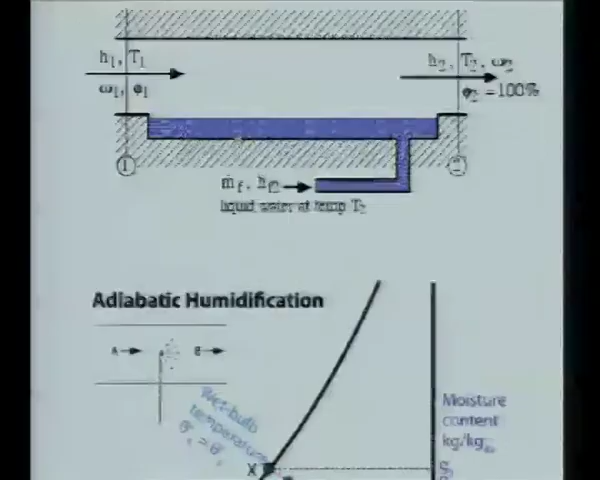 h₁, T₁
h₂, T₂, ω₂
ω₁, φ₁
φ₂ =100%
1
2
ṁf, hf2
liquid water at temp T₂
Adiabatic Humidification
A
B
Wet-bulb
temperature
Moisture
content
kg/kg
X